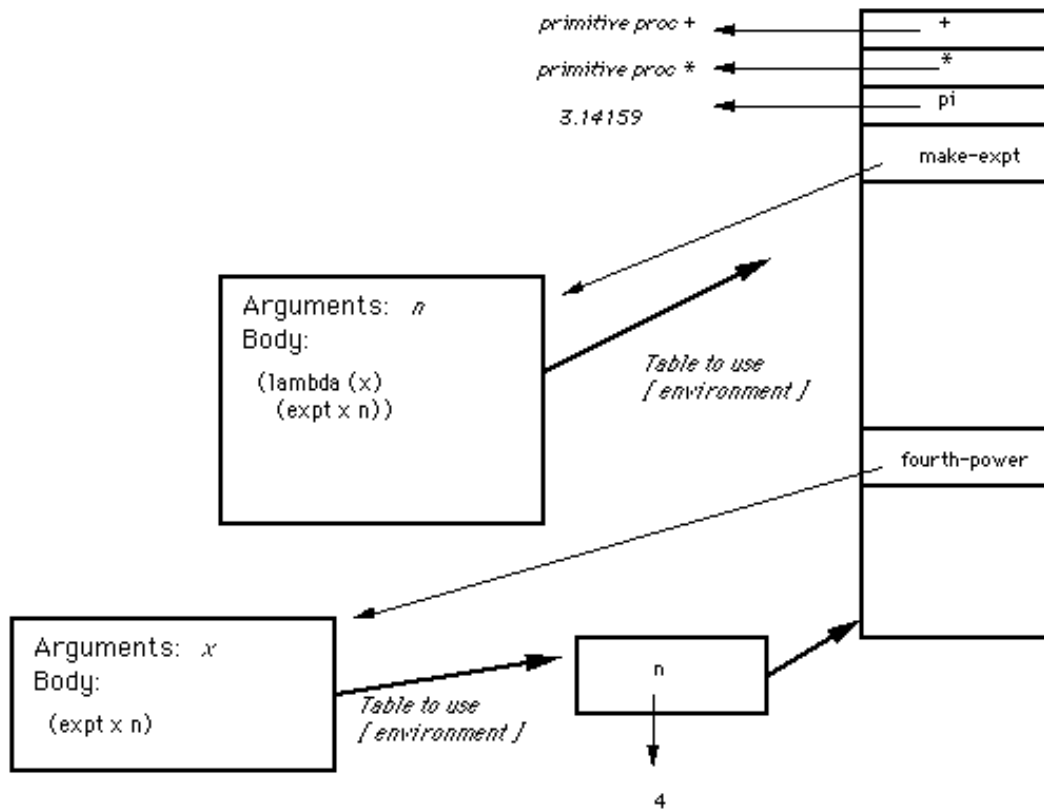 primitive proc +
+
primitive proc *
*
3.14159
pi
make-expt
Arguments: n
Body:
(lambda (x)
(expt x n))
Table to use
[ environment ]
fourth-power
Arguments: x
Body:
(expt x n)
Table to use
[ environment ]
n
4